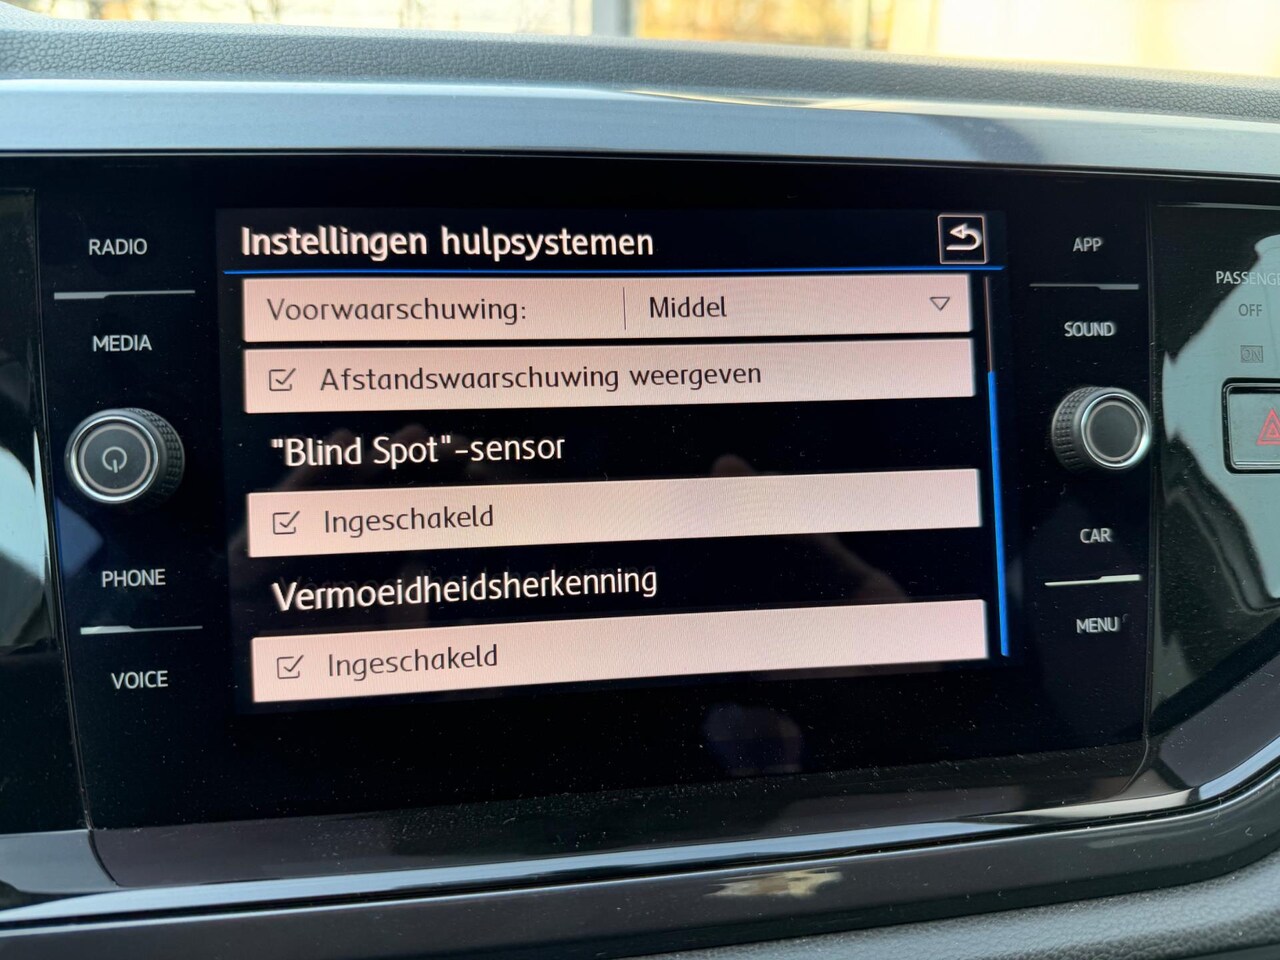 RADIO
MEDIA
PHONE
VOICE
Instellingen hulpsystemen
Voorwaarschuwing: Middel
Afstandswaarschuwing weergeven
"Blind Spot"-sensor
Ingeschakeld
Vermoeidheidsherkenning
Ingeschakeld
APP
SOUND
CAR
MENU
OFF
ON